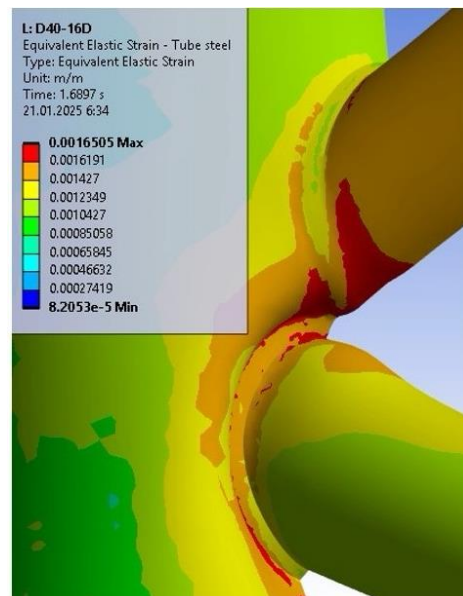 L: D40-16D
Equivalent Elastic Strain - Tube steel
Type: Equivalent Elastic Strain
Unit: m/m
Time: 1.6897 s
21.01.2025 6:34
0.0016505 Max
0.0016191
0.001427
0.0012349
0.0010427
0.00085058
0.00065845
0.00046632
0.00027419
8.2053e-5 Min